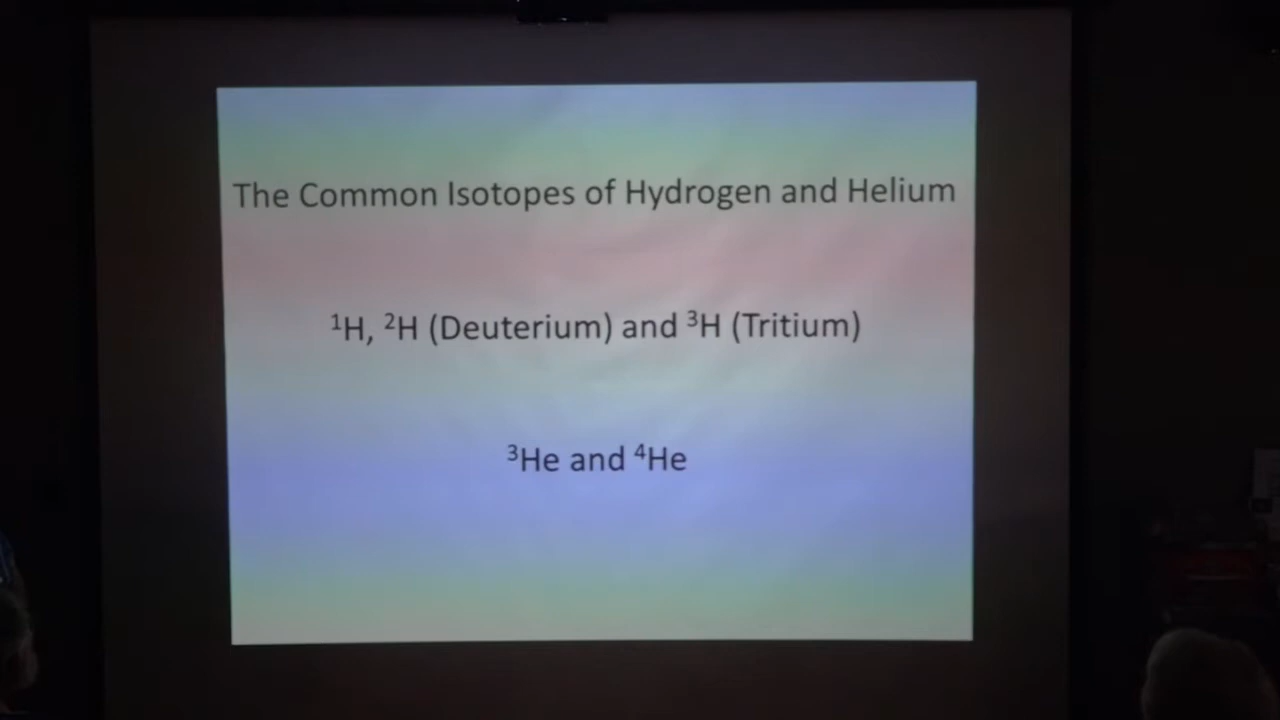 The Common Isotopes of Hydrogen and Helium
¹H, ²H (Deuterium) and ³H (Tritium)
³He and ⁴He